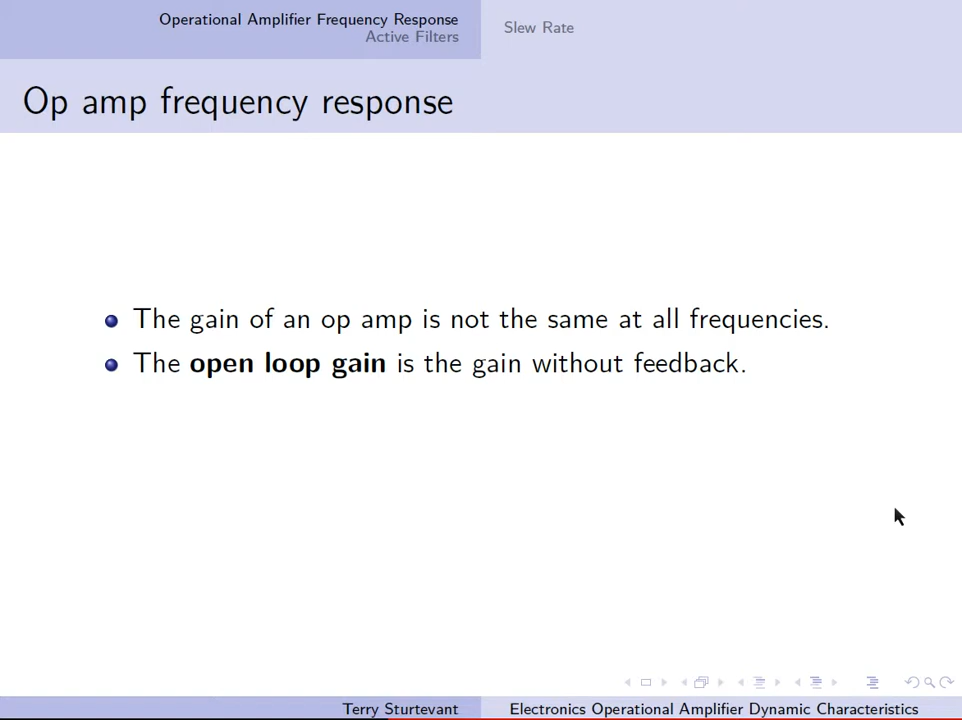 Operational Amplifier Frequency Response
Active Filters
Slew Rate
Op amp frequency response
The gain of an op amp is not the same at all frequencies.
The open loop gain is the gain without feedback.
Terry Sturtevant
Electronics Operational Amplifier Dynamic Characteristics